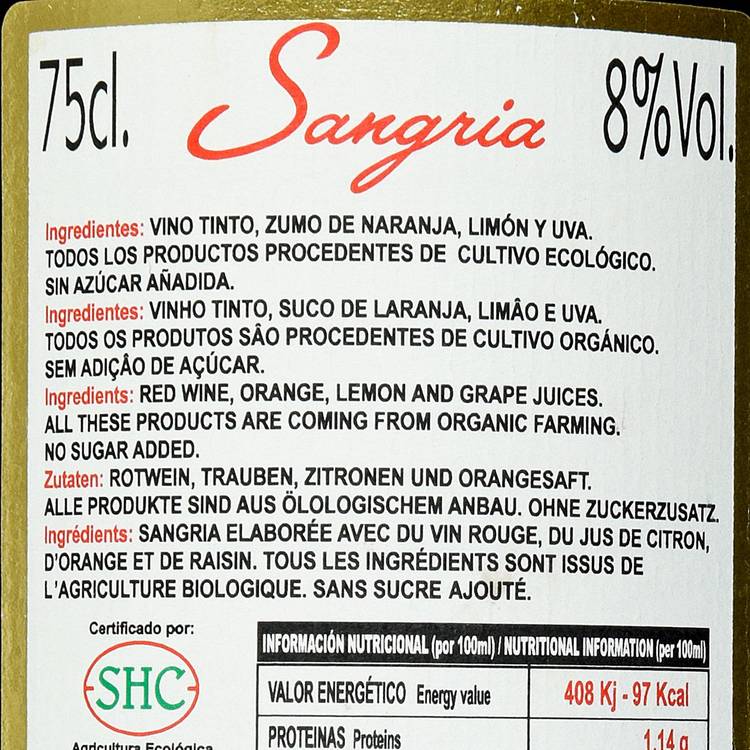 75cl. Sangria 8%Vol.
Ingredientes: VINO TINTO, ZUMO DE NARANJA, LIMÓN Y UVA.
TODOS LOS PRODUCTOS PROCEDENTES DE CULTIVO ECOLÓGICO.
SIN AZÚCAR AÑADIDA.
Ingredientes: VINHO TINTO, SUCO DE LARANJA, LIMÂO E UVA.
TODOS OS PRODUTOS SÂO PROCEDENTES DE CULTIVO ORGÁNICO.
SEM ADIÇÂO DE AÇÚCAR.
Ingredients: RED WINE, ORANGE, LEMON AND GRAPE JUICES.
ALL THESE PRODUCTS ARE COMING FROM ORGANIC FARMING.
NO SUGAR ADDED.
Zutaten: ROTWEIN, TRAUBEN, ZITRONEN UND ORANGESAFT.
ALLE PRODUKTE SIND AUS ÖLOLOGISCHEM ANBAU. OHNE ZUCKERZUSATZ.
Ingrédients: SANGRIA ELABORÉE AVEC DU VIN ROUGE, DU JUS DE CITRON,
D'ORANGE ET DE RAISIN. TOUS LES INGRÉDIENTS SONT ISSUS DE
L'AGRICULTURE BIOLOGIQUE. SANS SUCRE AJOUTÉ.
Certificado por:
SHC
Agricultura Ecológica
INFORMACIÓN NUTRICIONAL (por 100ml) / NUTRITIONAL INFORMATION (per 100ml)
VALOR ENERGÉTICO Energy value 408 Kj - 97 Kcal
PROTEINAS Proteins 1,14 g